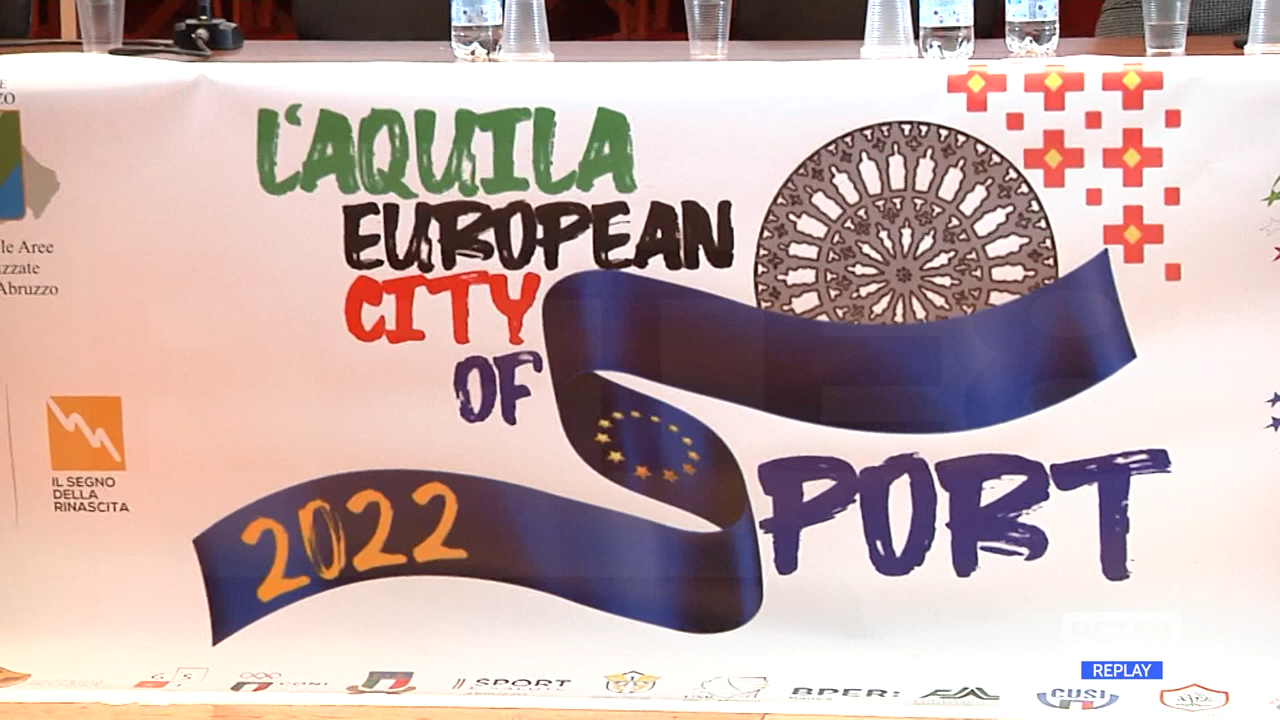 ZO
L'AQUILA
EUROPEAN
CITY
OF
SPORT
2022
le Aree
zzate
Abruzzo
IL SEGNO
DELLA
RINASCITA
G S
CONI
SPORT
BPER:
CUSI
REPLAY